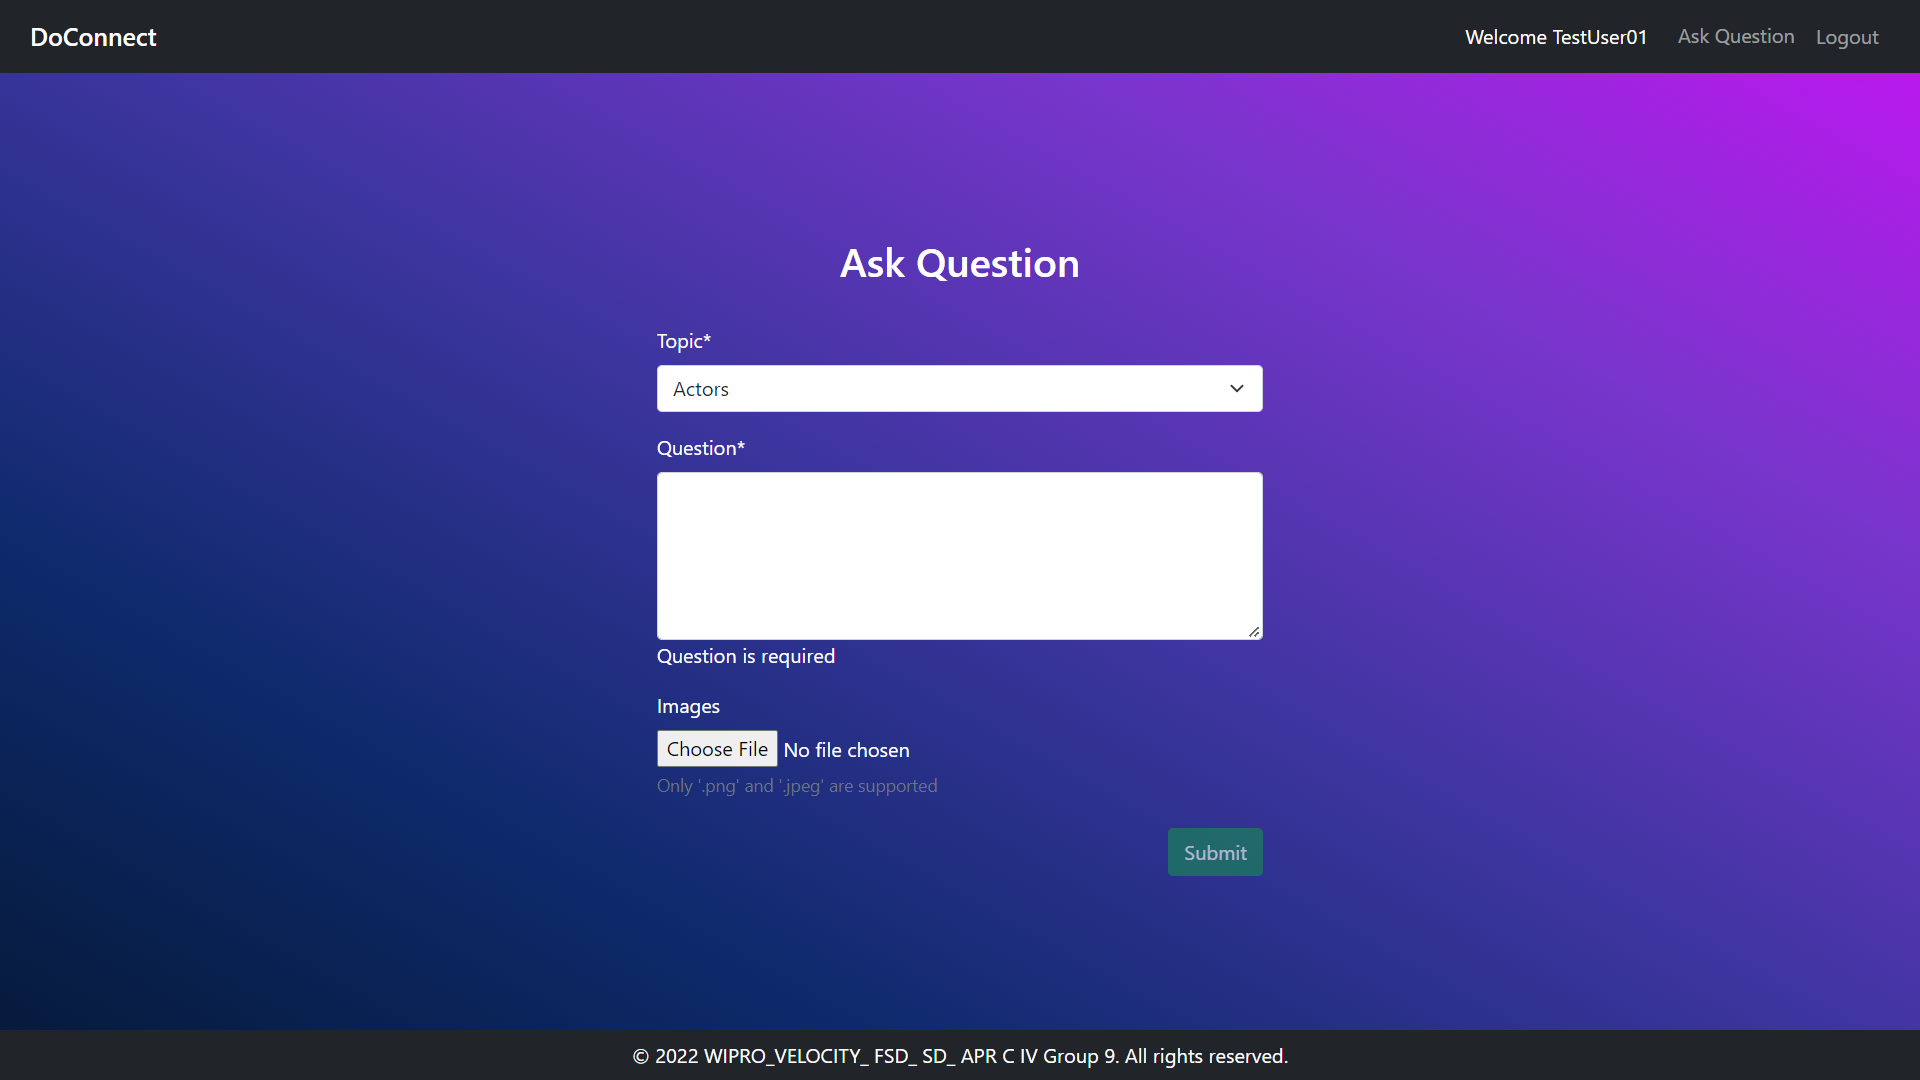 DoConnect
Welcome TestUser01
Ask Question
Logout
Ask Question
Topic*
Actors
Question*
Question is required
Images
Choose File No file chosen
Only '.png' and '.jpeg' are supported
Submit
© 2022 WIPRO_VELOCITY_ FSD_ SD_ APR C IV Group 9. All rights reserved.